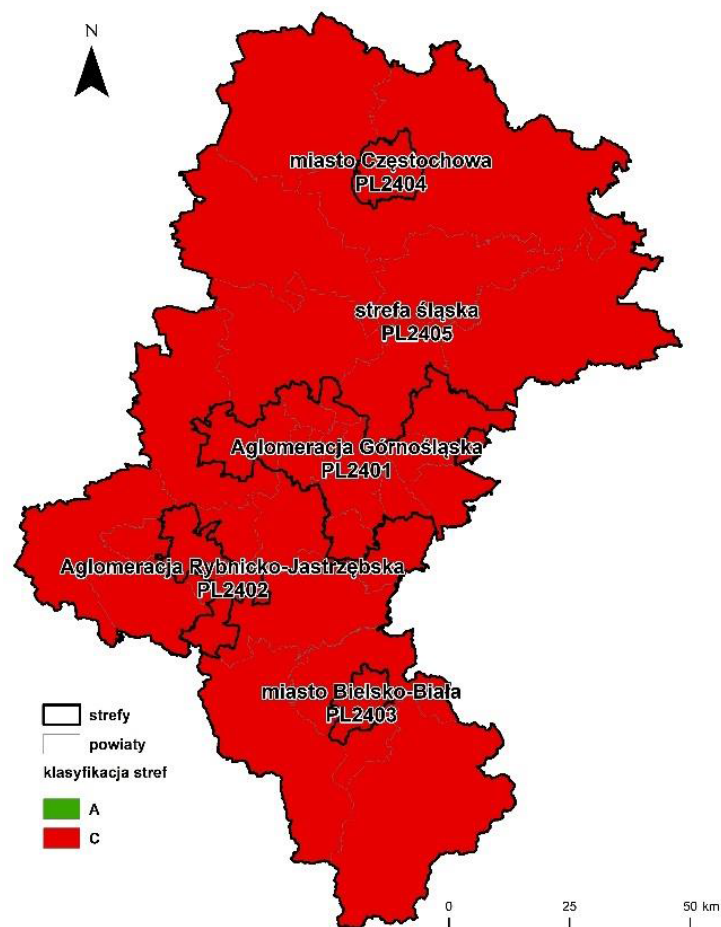 N
miasto Częstochowa
PL2404
strefa śląska
PL2405
Aglomeracja Górnośląska
PL2401
Aglomeracja Rybnicko-Jastrzębska
PL2402
miasto Bielsko-Biała
PL2403
strefy
powiaty
klasyfikacja stref
A
C
0 25 50 km